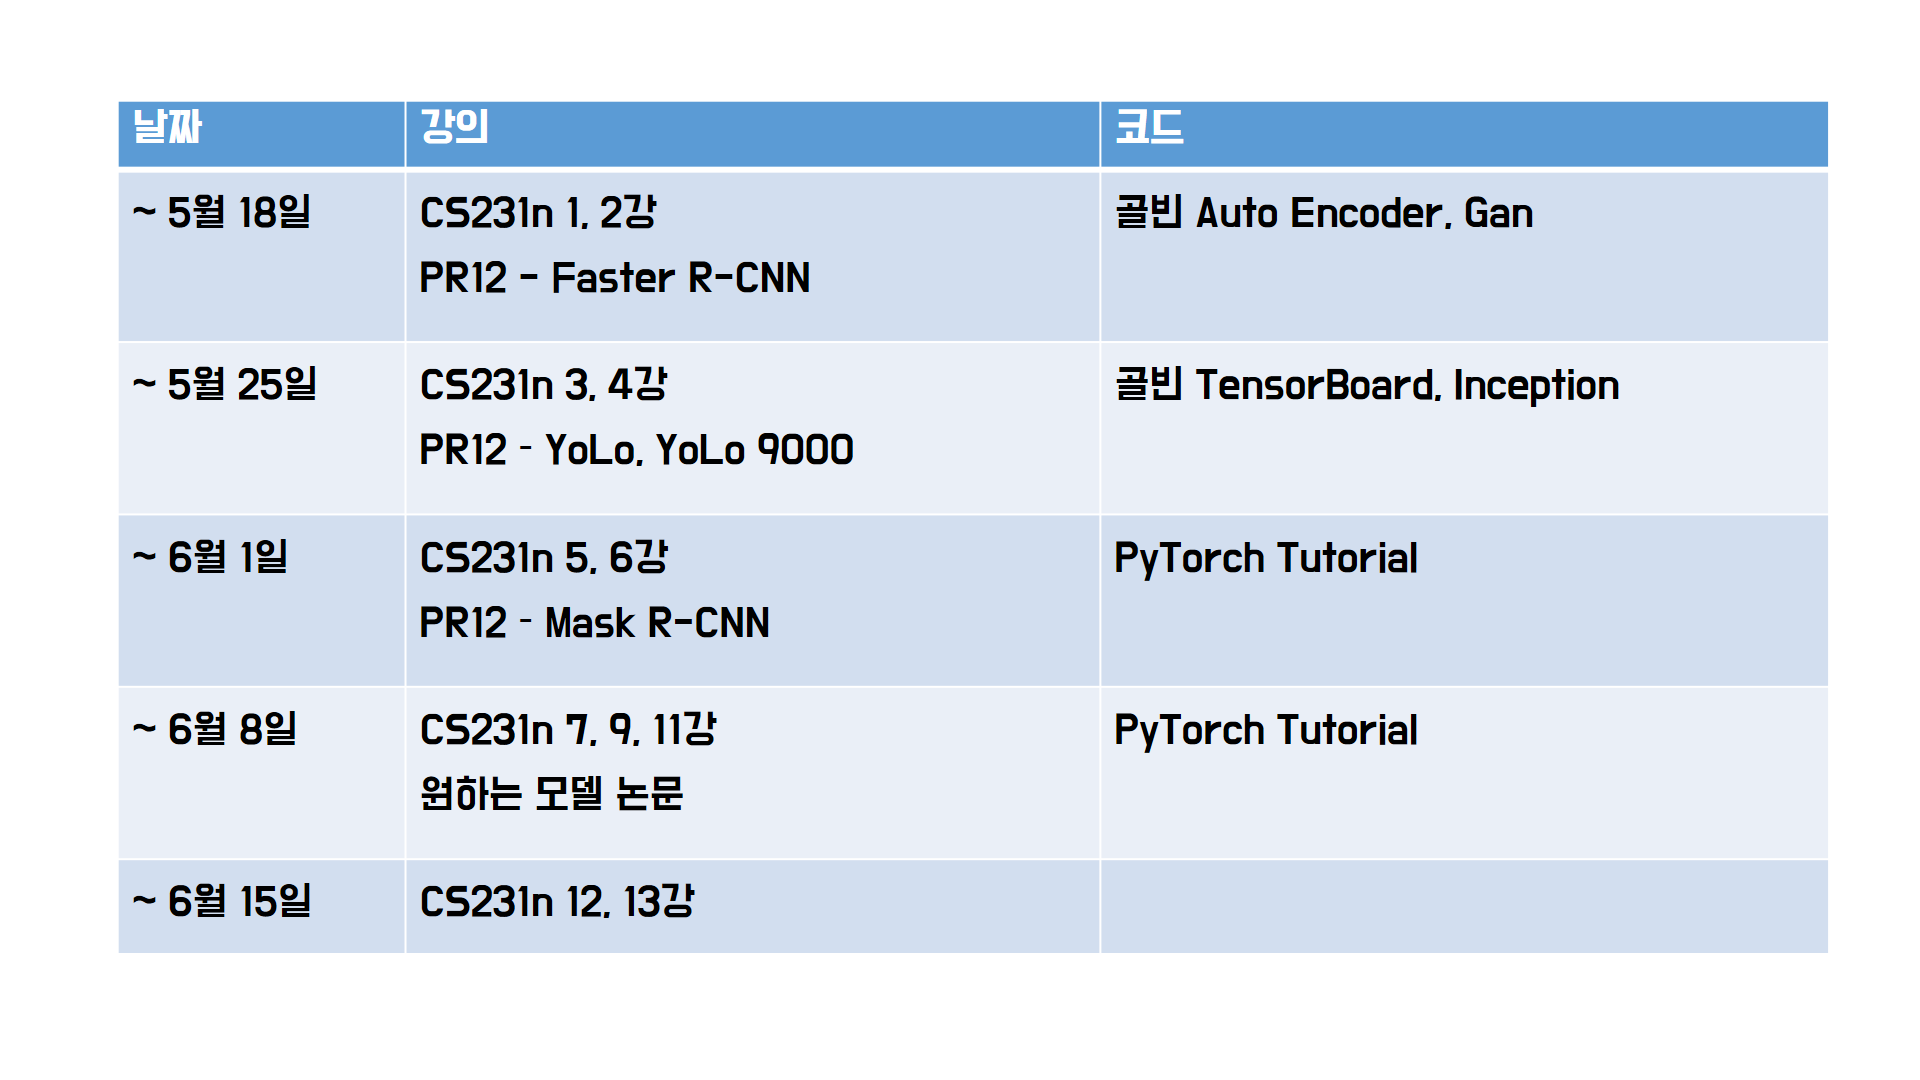 날짜 강의 코드
~ 5월 18일 CS231n 1, 2강 골빈 Auto Encoder, Gan
PR12 - Faster R-CNN
~ 5월 25일 CS231n 3, 4강 골빈 TensorBoard, Inception
PR12 - YoLo, YoLo 9000
~ 6월 1일 CS231n 5, 6강 PyTorch Tutorial
PR12 - Mask R-CNN
~ 6월 8일 CS231n 7, 9, 11강 PyTorch Tutorial
원하는 모델 논문
~ 6월 15일 CS231n 12, 13강